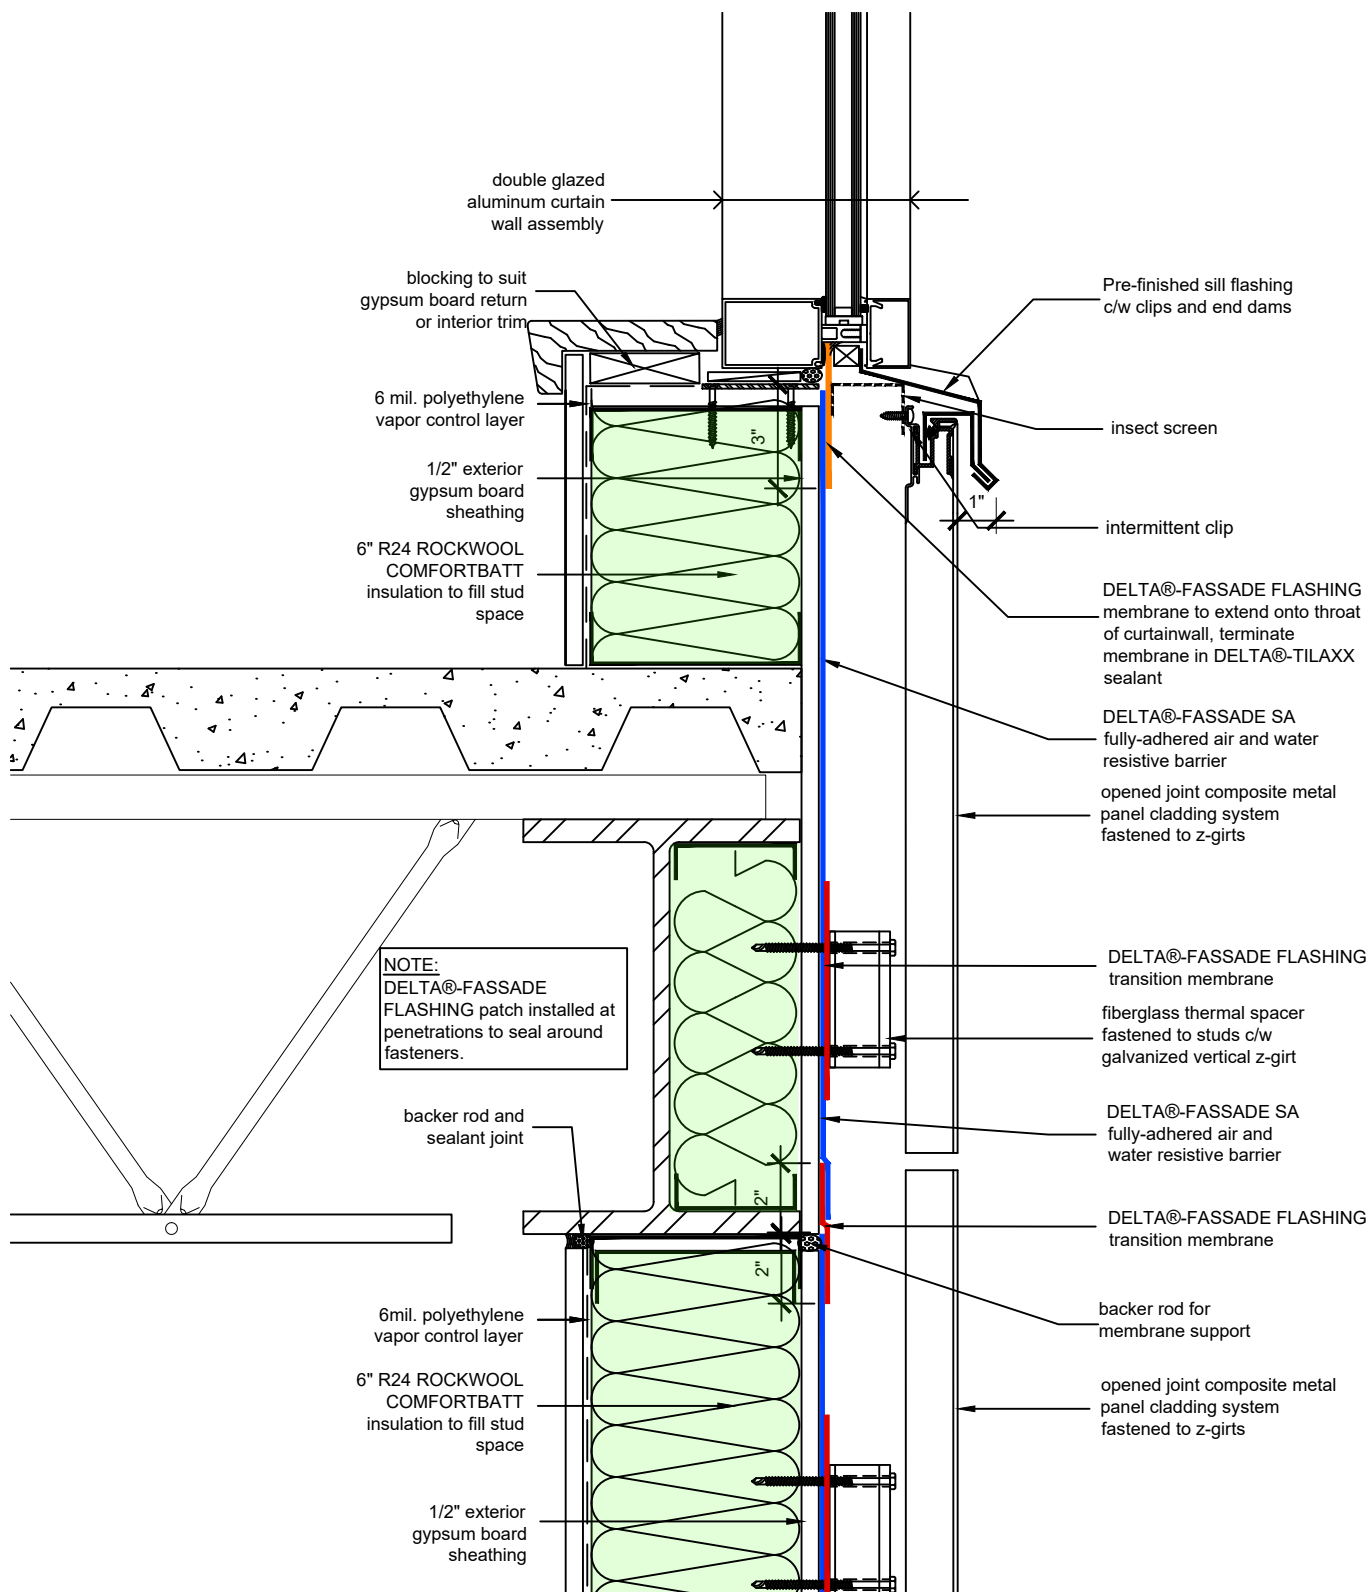 double glazed
aluminum curtain
wall assembly
blocking to suit
gypsum board return
or interior trim
6 mil. polyethylene
vapor control layer
1/2" exterior
gypsum board
sheathing
6" R24 ROCKWOOL
COMFORTBATT
insulation to fill stud
space
NOTE:
DELTA®-FASSADE
FLASHING patch installed at
penetrations to seal around
fasteners.
backer rod and
sealant joint
6mil. polyethylene
vapor control layer
6" R24 ROCKWOOL
COMFORTBATT
insulation to fill stud
space
1/2" exterior
gypsum board
sheathing
3"
2"
2"
1"
Pre-finished sill flashing
c/w clips and end dams
insect screen
intermittent clip
DELTA®-FASSADE FLASHING
membrane to extend onto throat
of curtainwall, terminate
membrane in DELTA®-TILAXX
sealant
DELTA®-FASSADE SA
fully-adhered air and water
resistive barrier
opened joint composite metal
panel cladding system
fastened to z-girts
DELTA®-FASSADE FLASHING
transition membrane
fiberglass thermal spacer
fastened to studs c/w
galvanized vertical z-girt
DELTA®-FASSADE SA
fully-adhered air and
water resistive barrier
DELTA®-FASSADE FLASHING
transition membrane
backer rod for
membrane support
opened joint composite metal
panel cladding system
fastened to z-girts